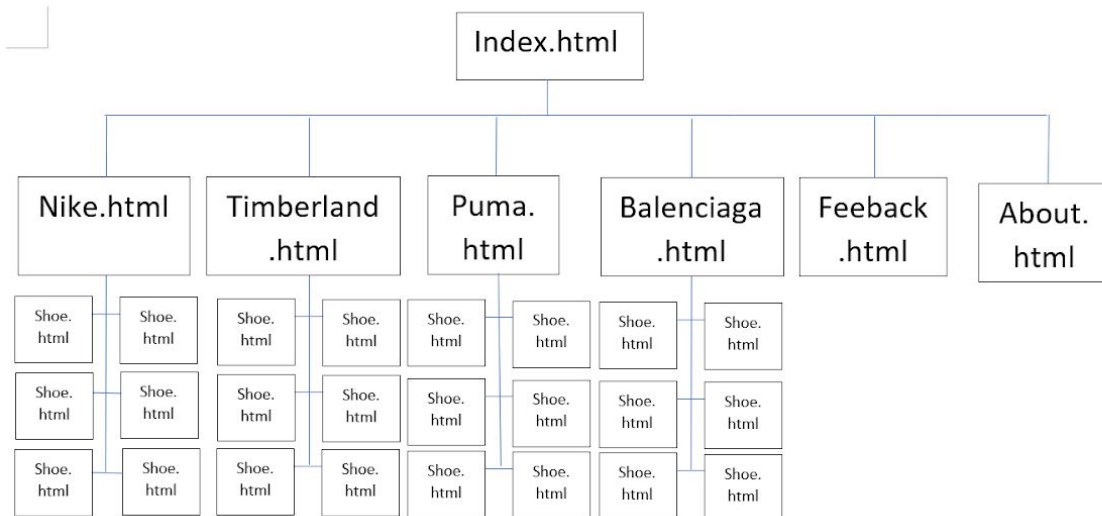 Index.html
Nike.html
Timberland
.html
Puma.
html
Balenciaga
.html
Feeback
.html
About.
html
Shoe.
html
Shoe.
html
Shoe.
html
Shoe.
html
Shoe.
html
Shoe.
html
Shoe.
html
Shoe.
html
Shoe.
html
Shoe.
html
Shoe.
html
Shoe.
html
Shoe.
html
Shoe.
html
Shoe.
html
Shoe.
html
Shoe.
html
Shoe.
html
Shoe.
html
Shoe.
html
Shoe.
html
Shoe.
html
Shoe.
html
Shoe.
html